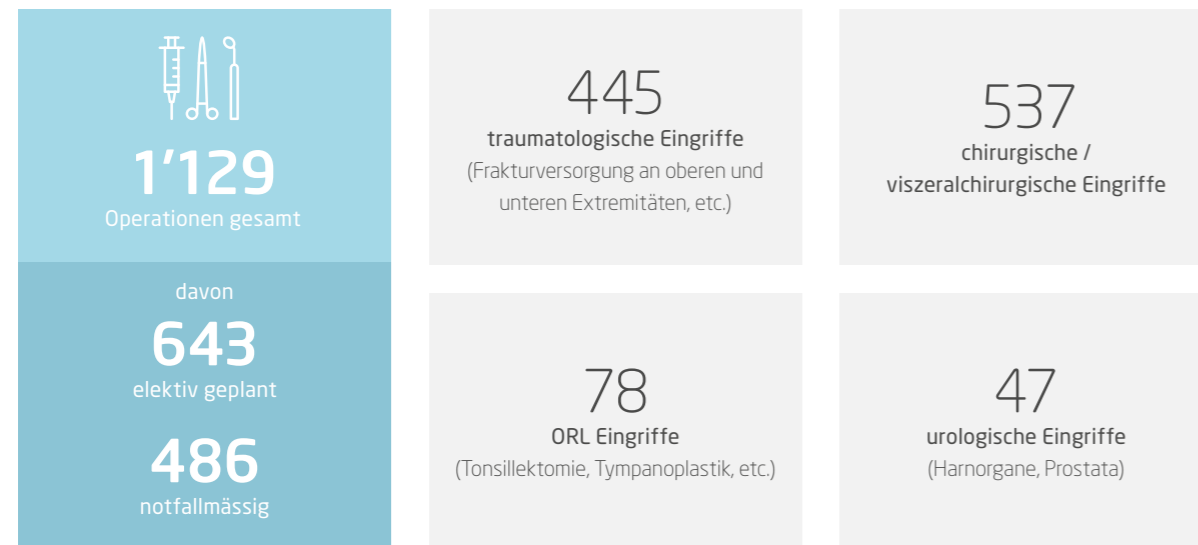 1’129
Operationen gesamt
davon
643
elektiv geplant
486
notfallmässig
445
traumatologische Eingriffe
(Frakturversorgung an oberen und
unteren Extremitäten, etc.)
537
chirurgische /
viszeralchirurgische Eingriffe
78
ORL Eingriffe
(Tonsillektomie, Tympanoplastik, etc.)
47
urologische Eingriffe
(Harnorgane, Prostata)